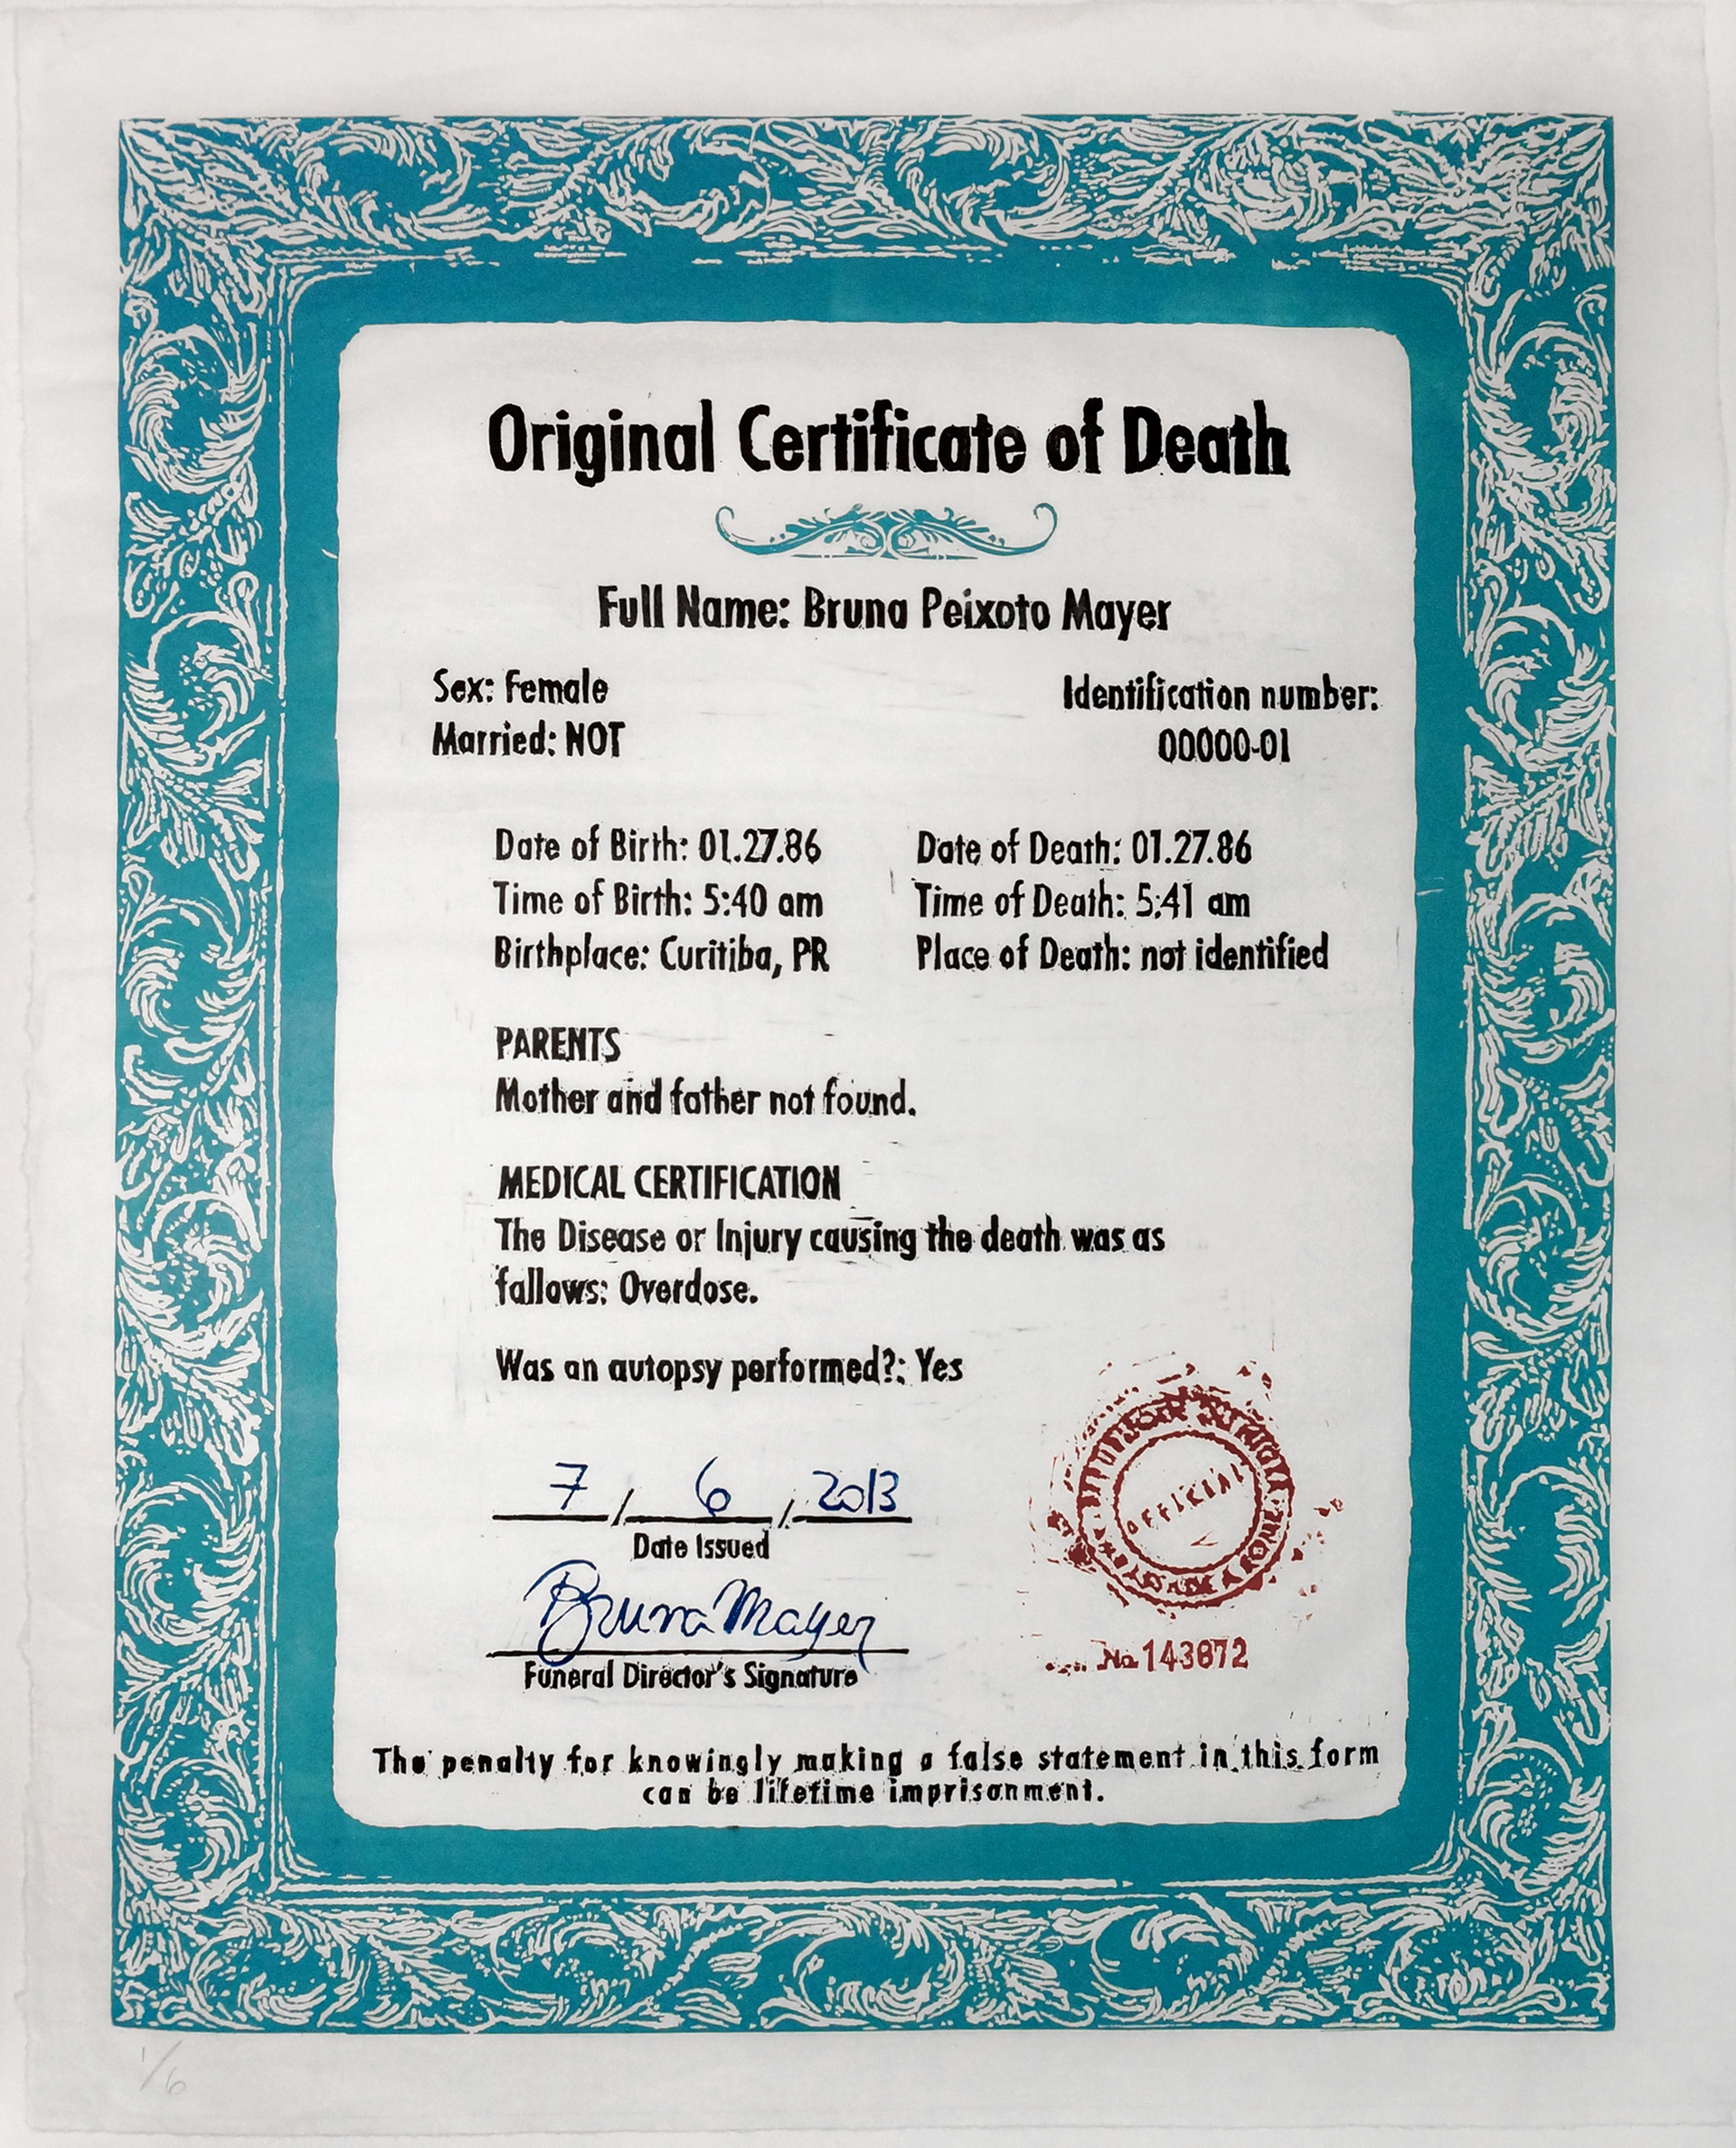 Original Certificate of Death
Full Name: Bruna Peixoto Mayer
Sex: Female
Married: NOT
Identification number:
00000-01
Date of Birth: 01.27.86
Time of Birth: 5:40 am
Birthplace: Curitiba, PR
Date of Death: 01.27.86
Time of Death: 5:41 am
Place of Death: not identified
PARENTS
Mother and father not found.
MEDICAL CERTIFICATION
The Disease or Injury causing the death was as
fallows: Overdose.
Was an autopsy performed?: Yes
7 / 6 / 2013
Date Issued
Bruna Mayer
Funeral Director's Signature
OFFICIAL
No 143672
The penalty for knowingly making a false statement in this form
can be lifetime imprisonment.
1/6